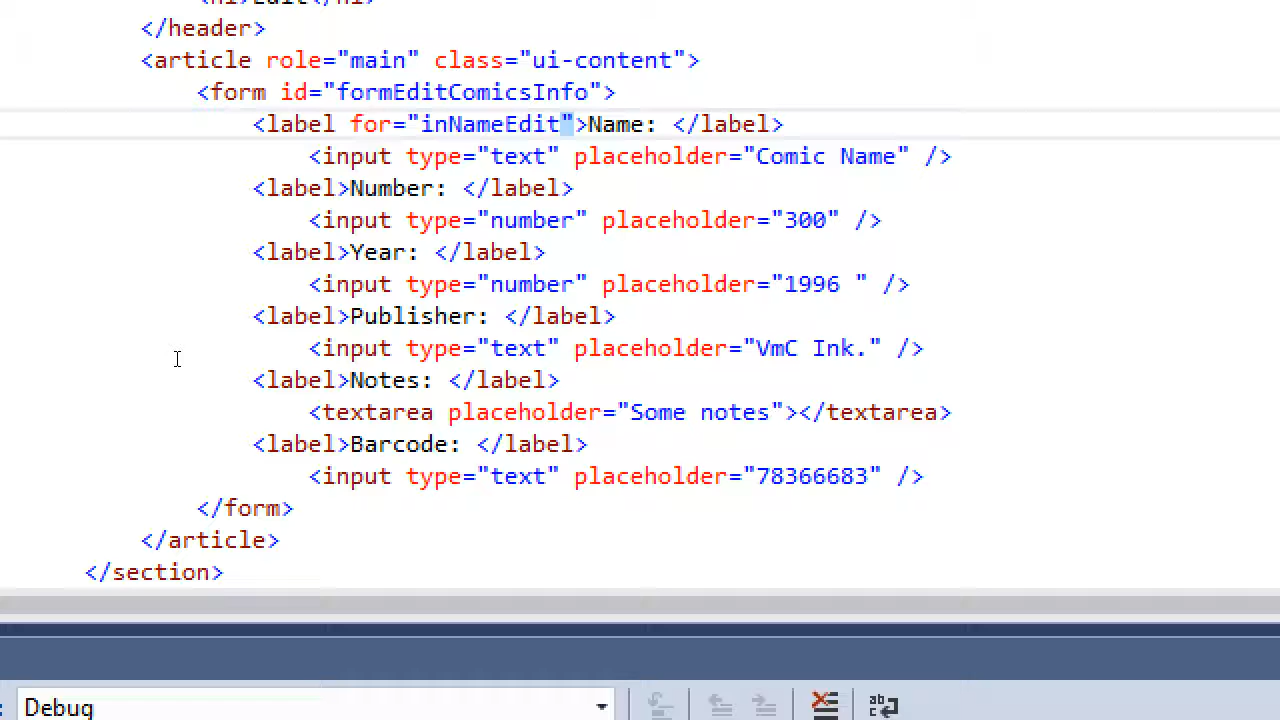 <h1>Edit</h1>
</header>
<article role="main" class="ui-content">
<form id="formEditComicsInfo">
<label for="inNameEdit">Name: </label>
<input type="text" placeholder="Comic Name" />
<label>Number: </label>
<input type="number" placeholder="300" />
<label>Year: </label>
<input type="number" placeholder="1996 " />
<label>Publisher: </label>
<input type="text" placeholder="VmC Ink." />
<label>Notes: </label>
<textarea placeholder="Some notes"></textarea>
<label>Barcode: </label>
<input type="text" placeholder="78366683" />
</form>
</article>
</section>
Debug